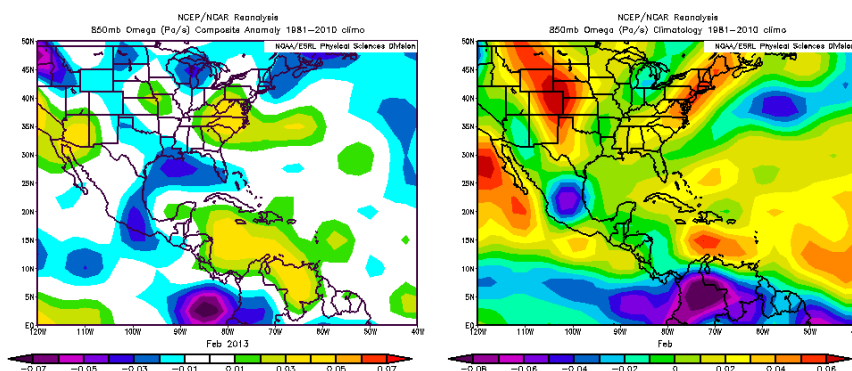 NCEP/NCAR Reanalysis
850mb Omega (Pa/s) Composite Anomaly 1981-2010 climo
NOAA/ESRL Physical Sciences Division
50N
45N
40N
35N
30N
25N
20N
15N
10N
5N
EQ
120W 110W 100W 90W 80W 70W 60W 50W 40W
Feb 2013
-0.07 -0.05 -0.03 -0.01 0.01 0.03 0.05 0.07
NCEP/NCAR Reanalysis
850mb Omega (Pa/s) Climatology 1981-2010 climo
NOAA/ESRL Physical Sciences Division
50N
45N
40N
35N
30N
25N
20N
15N
10N
5N
EQ
120W 110W 100W 90W 80W 70W 60W 50W 40W
Feb
-0.08 -0.06 -0.04 -0.02 0 0.02 0.04 0.06